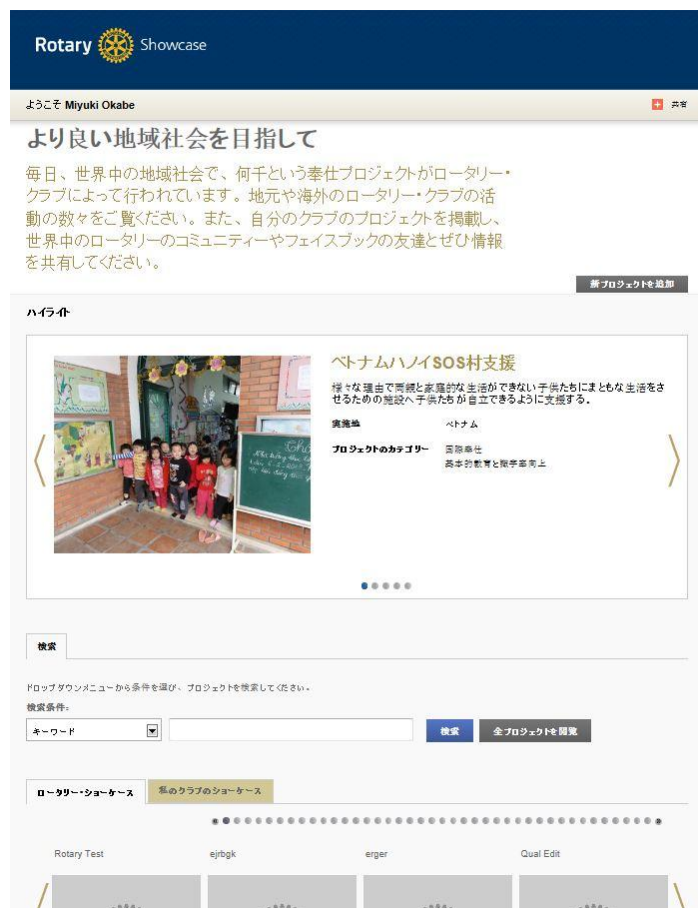 Rotary Showcase
ようこそ Miyuki Okabe
共有
より良い地域社会を目指して
毎日、世界中の地域社会で、何千という奉仕プロジェクトがロータリー・
クラブによって行われています。地元や海外のロータリー・クラブの活
動の数々をご覧ください。また、自分のクラブのプロジェクトを掲載し、
世界中のロータリーのコミュニティーやフェイスブックの友達とぜひ情報
を共有してください。
新プロジェクトを追加
ハイライト
ベトナムハノイSOS村支援
様々な理由で両親と家庭的な生活ができない子供たちにまともな生活をさ
せるための施設へ子供たちが自立できるように支援する。
実施地 ベトナム
プロジェクトのカテゴリー 国際奉仕
基本的教育と識字率向上
検索
ドロップダウンメニューから条件を選び、プロジェクトを検索してください。
検索条件:
キーワード 検索 全プロジェクトを閲覧
ロータリー・ショーケース 私のクラブのショーケース
Rotary Test ejrbgk erger Qual Edit